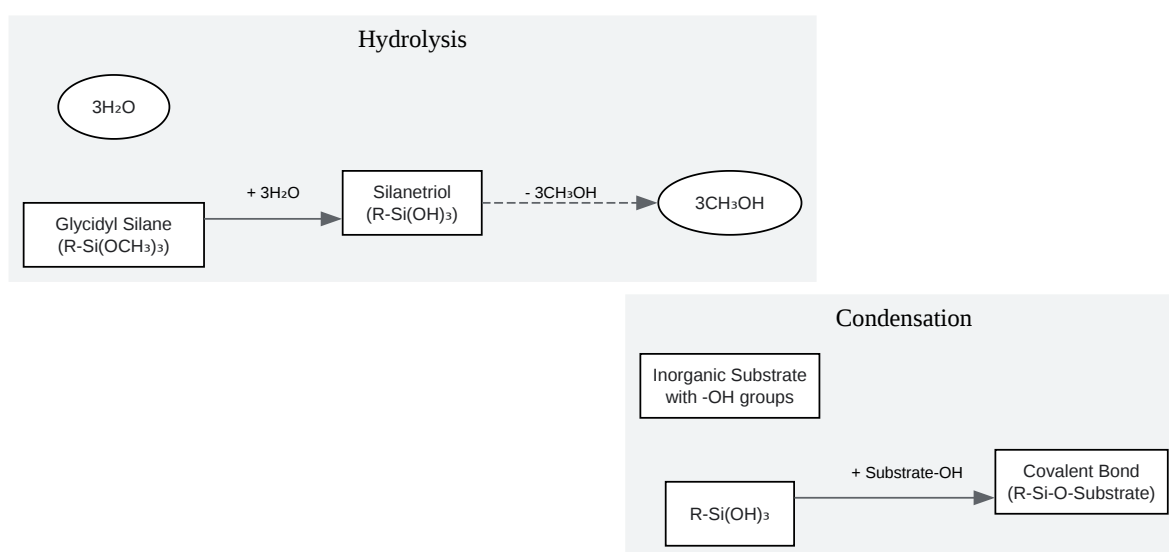 Hydrolysis
3H₂O
Glycidyl Silane
(R-Si(OCH₃)₃)
+ 3H₂O
Silanetriol
(R-Si(OH)₃)
- 3CH₃OH
3CH₃OH
Condensation
Inorganic Substrate
with -OH groups
R-Si(OH)₃
+ Substrate-OH
Covalent Bond
(R-Si-O-Substrate)